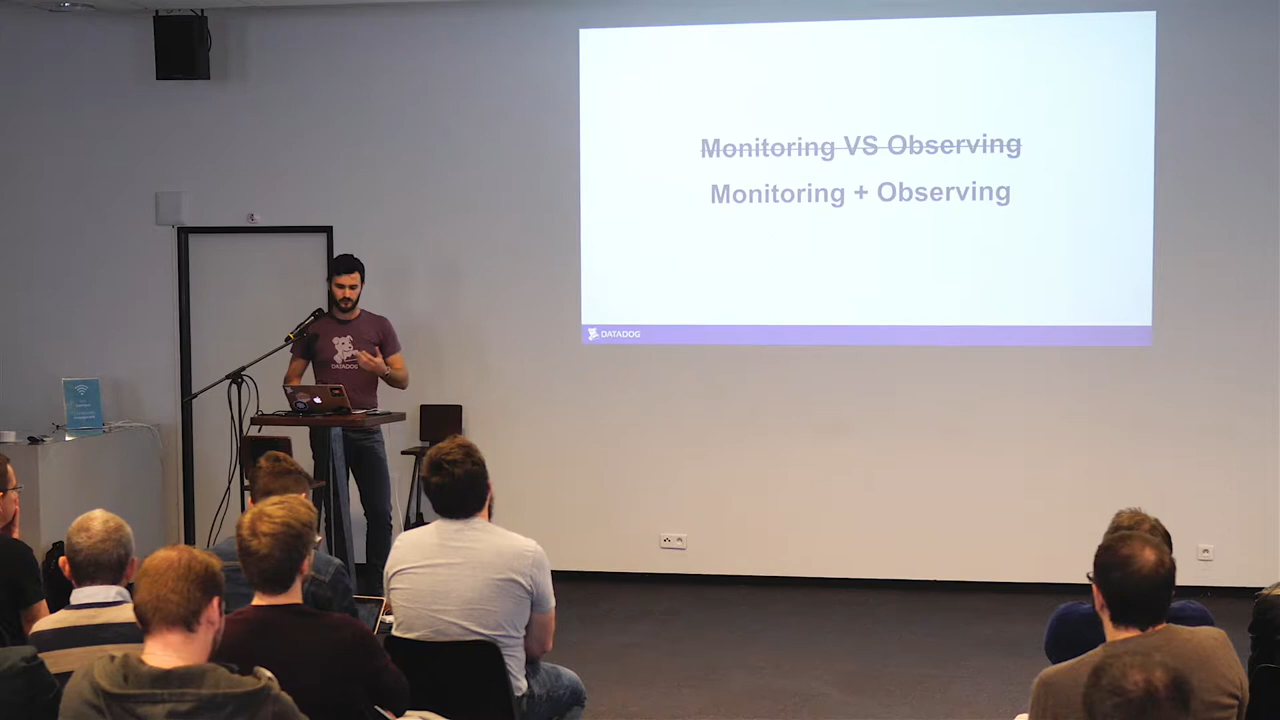 ~~Monitoring VS Observing~~
Monitoring + Observing
DATADOG
DATADOG